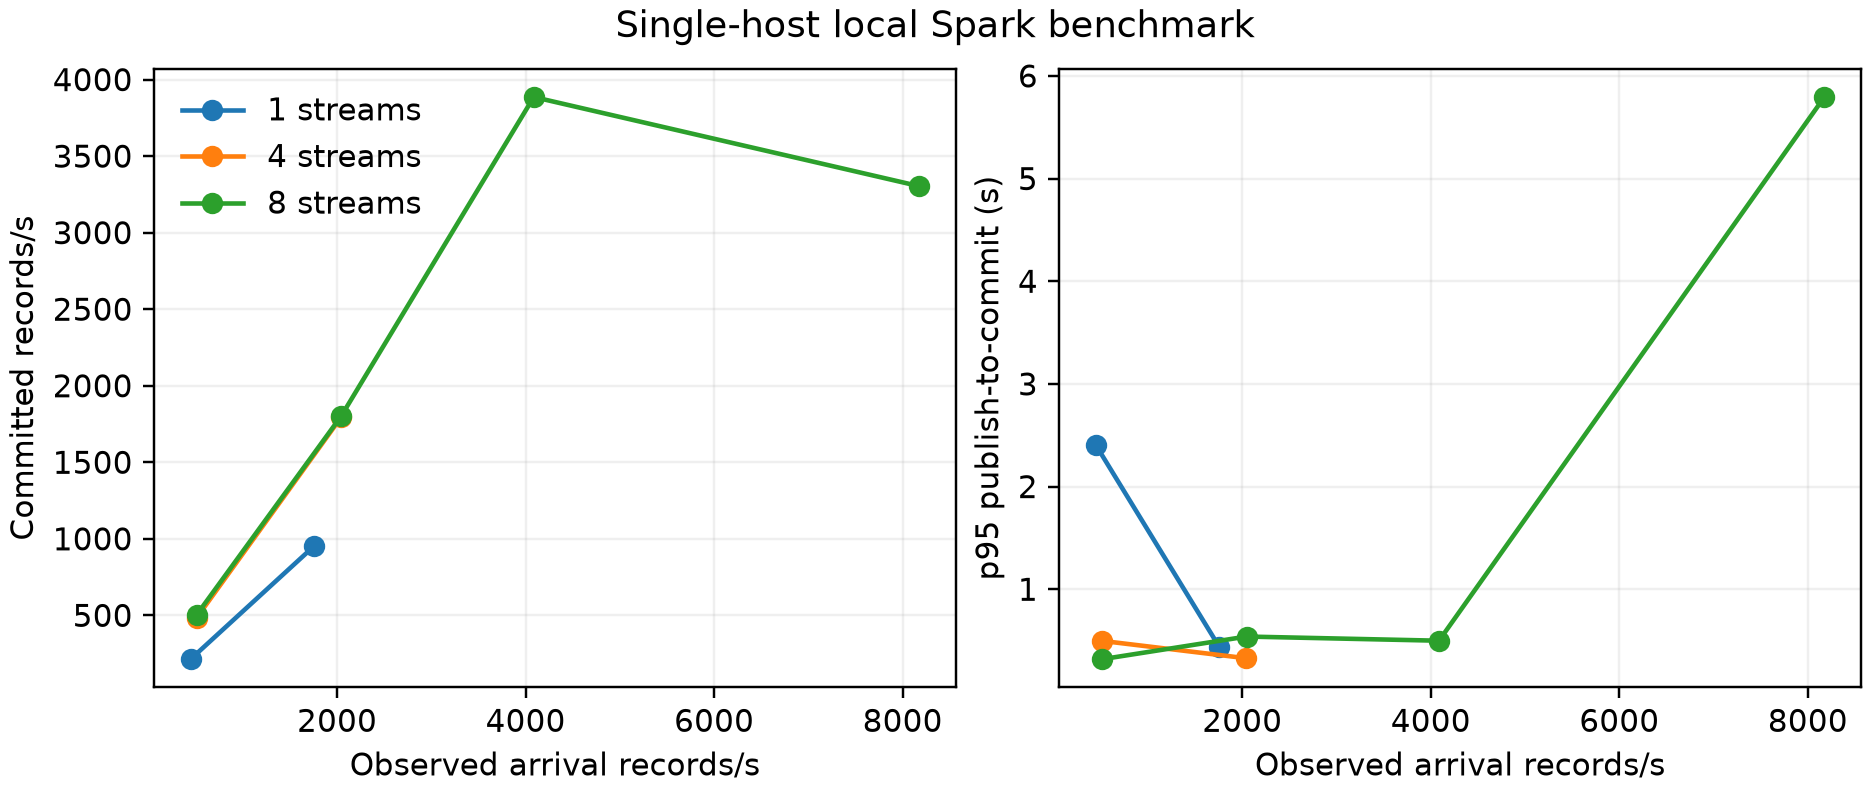 Single-host local Spark benchmark
4000
3500
3000
2500
2000
1500
1000
500
Committed records/s
1 streams
4 streams
8 streams
2000 4000 6000 8000
Observed arrival records/s
6
5
4
3
2
1
p95 publish-to-commit (s)
2000 4000 6000 8000
Observed arrival records/s